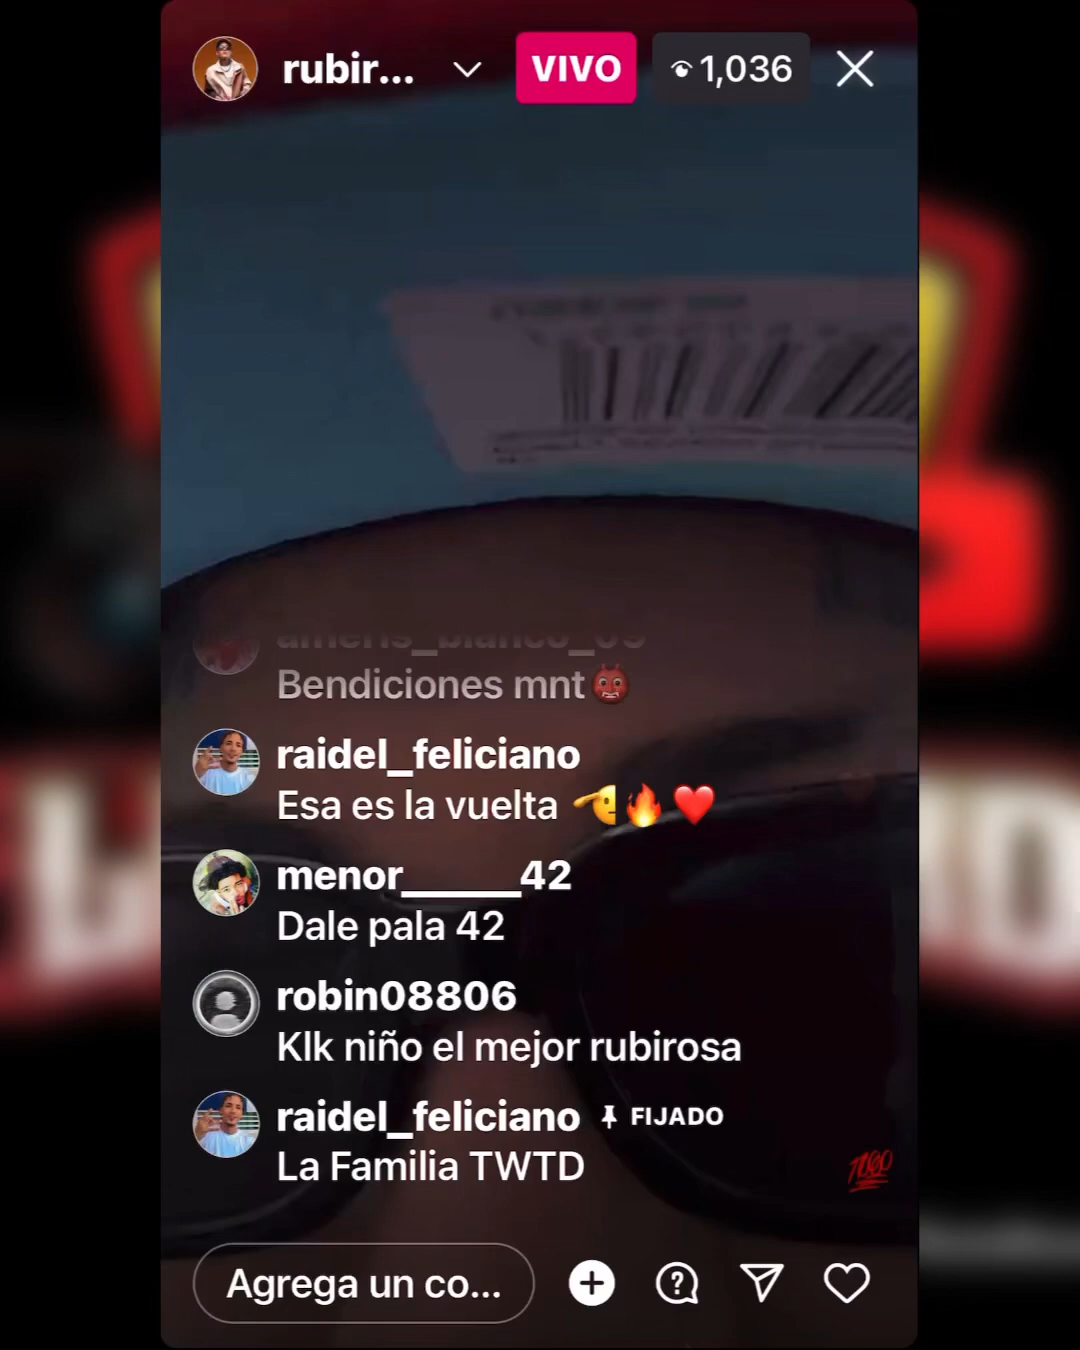 rubir...
VIVO
1,036
Bendiciones mnt👹
raidel_feliciano
Esa es la vuelta 🫡🔥❤️
menor______42
Dale pala 42
robin08806
Klk niño el mejor rubirosa
raidel_feliciano FIJADO
La Familia TWTD
Agrega un co...